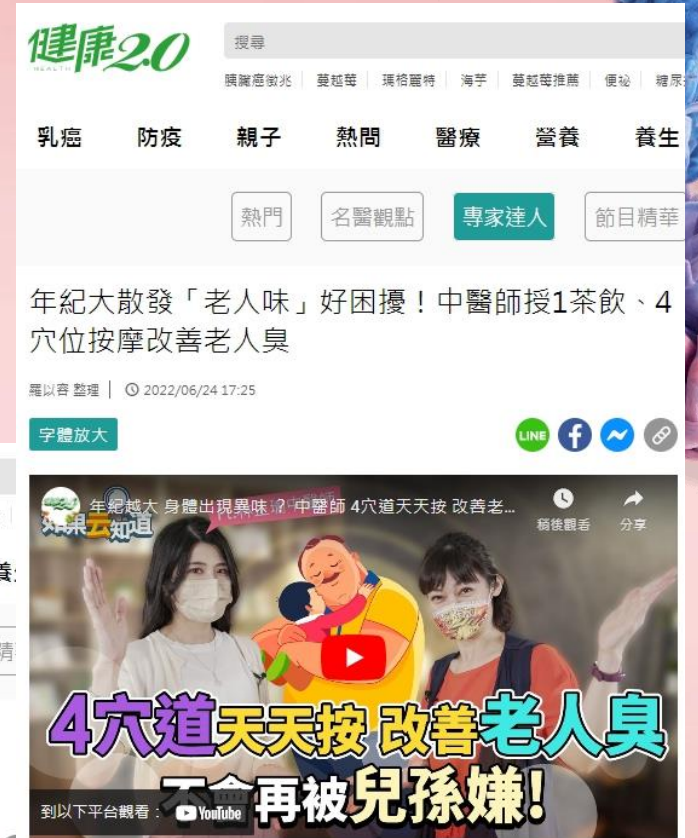 健康2.0
HEALTH
搜尋
胰臟癌徵兆 蔓越莓 瑪格麗特 海芋 蔓越莓推薦 便祕 糖尿
乳癌 防疫 親子 熱門 醫療 營養 養生
熱門 名醫觀點 專家達人 節目精華
年紀大散發「老人味」好困擾！中醫師授1茶飲、4
穴位按摩改善老人臭
羅以容 整理 2022/06/24 17:25
字體放大
LINE
年紀越大 身體出現異味？中醫師 4穴道天天按 改善老...
稍後觀看 分享
如果云知道
4穴道天天按 改善老人臭
不會再被兒孫嫌!
到以下平台觀看： YouTube